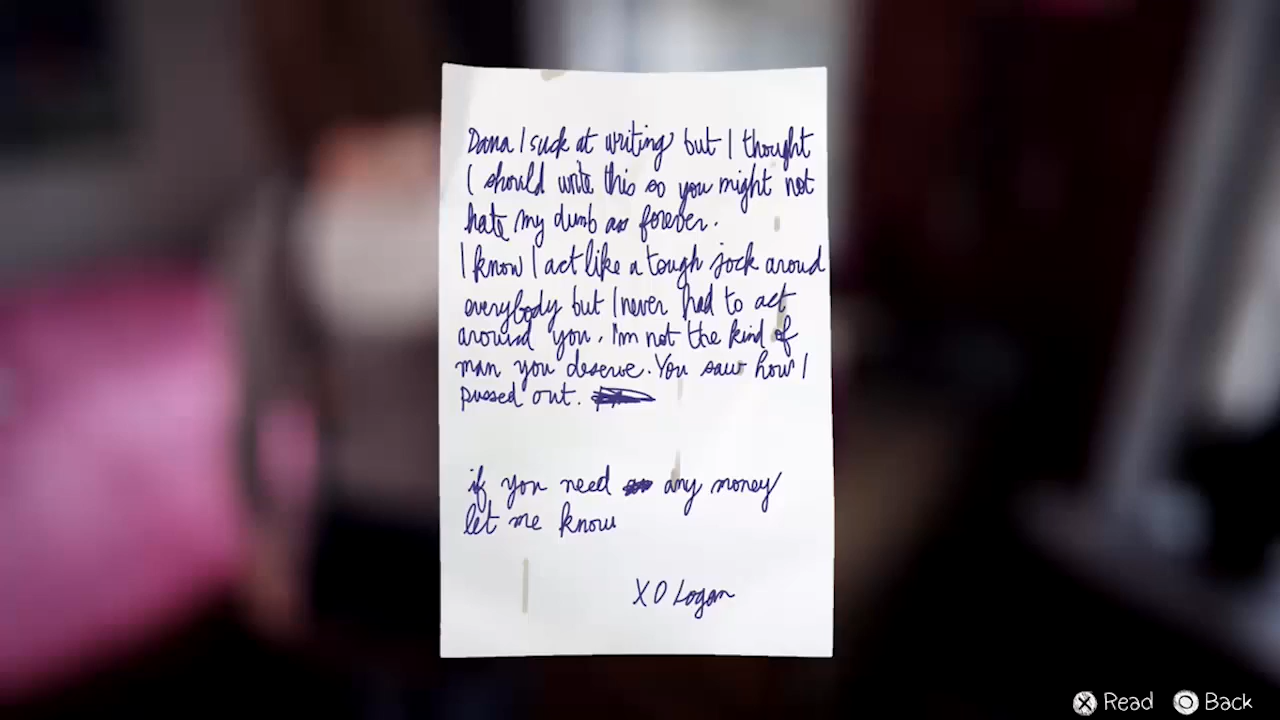 Dana I suck at writing but I thought
I should write this so you might not
hate my dumb ass forever.
I know I act like a tough jock aroud
everybody but I never had to act
around you. I'm not the kind of
man you deserve. You saw how I
pussed out.
if you need any money
let me know
XO Logan
Read
Back